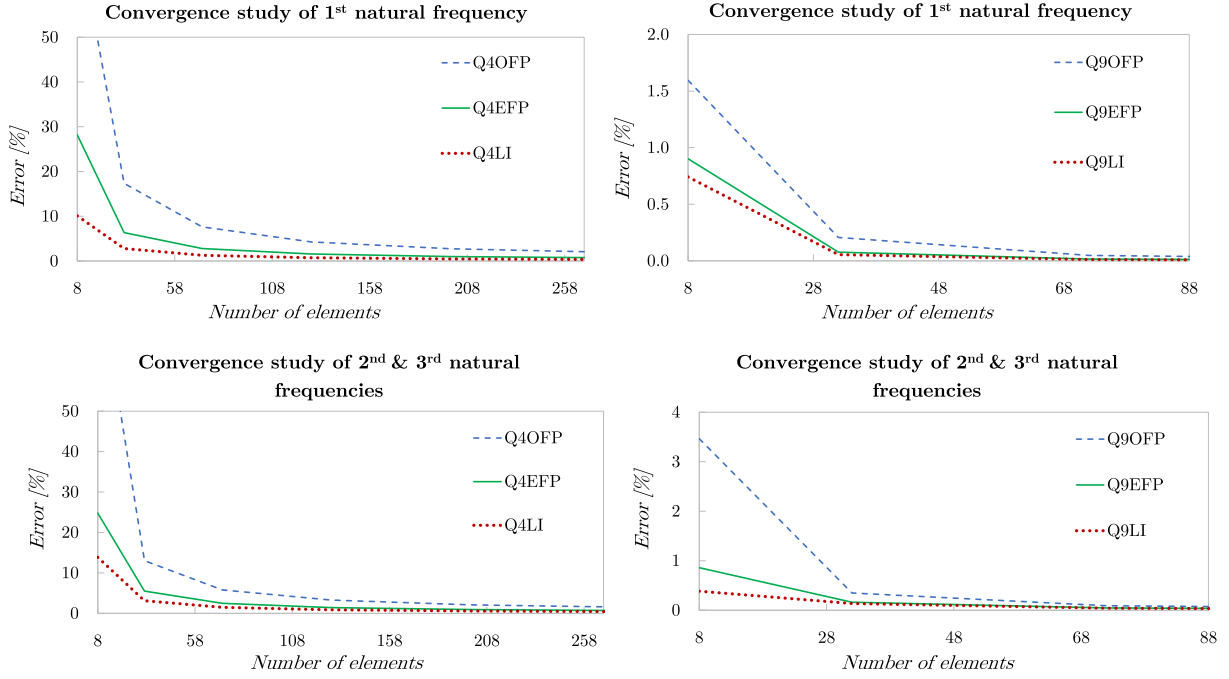 Convergence study of 1st natural frequency
50
40
30
20
10
0
Error [%]
Q4OFP
Q4EFP
Q4LI
8 58 108 158 208 258
Number of elements
Convergence study of 1st natural frequency
2.0
1.5
1.0
0.5
0.0
Error [%]
Q9OFP
Q9EFP
Q9LI
8 28 48 68 88
Number of elements
Convergence study of 2nd & 3rd natural
frequencies
50
40
30
20
10
0
Error [%]
Q4OFP
Q4EFP
Q4LI
8 58 108 158 208 258
Number of elements
Convergence study of 2nd & 3rd natural
frequencies
4
3
2
1
0
Error [%]
Q9OFP
Q9EFP
Q9LI
8 28 48 68 88
Number of elements